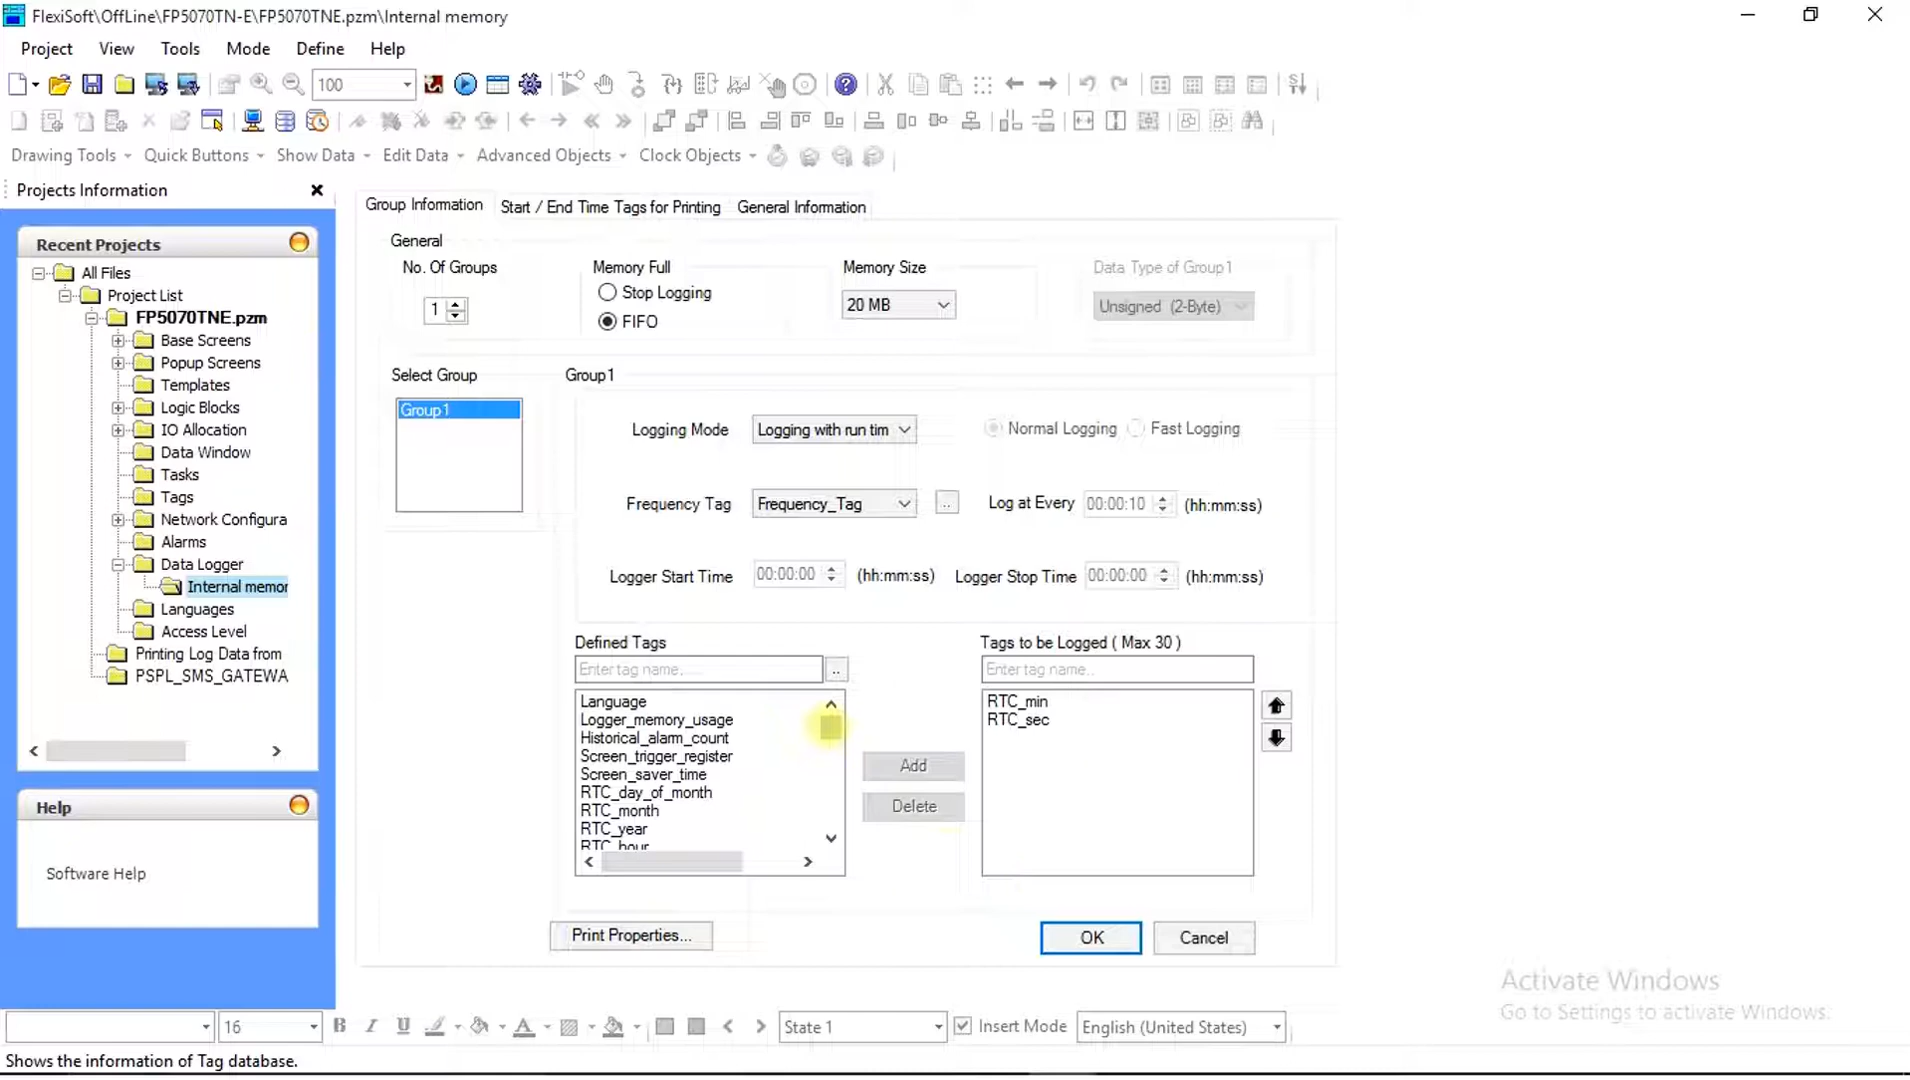 FlexiSoft\OffLine\FP5070TN-E\FP5070TNE.pzm\Internal memory
Project View Tools Mode Define Help
100
Drawing Tools Quick Buttons Show Data Edit Data Advanced Objects Clock Objects
Projects Information
Recent Projects
All Files
Project List
FP5070TNE.pzm
Base Screens
Popup Screens
Templates
Logic Blocks
IO Allocation
Data Window
Tasks
Tags
Network Configura
Alarms
Data Logger
Internal memor
Languages
Access Level
Printing Log Data from
PSPL_SMS_GATEWA
Help
Software Help
Group Information Start / End Time Tags for Printing General Information
General
No. Of Groups
1
Memory Full
Stop Logging
FIFO
Memory Size
20 MB
Data Type of Group1
Unsigned (2-Byte)
Select Group
Group1
Group1
Logging Mode Logging with run tim Normal Logging Fast Logging
Frequency Tag Frequency_Tag .. Log at Every 00:00:10 (hh:mm:ss)
Logger Start Time 00:00:00 (hh:mm:ss) Logger Stop Time 00:00:00 (hh:mm:ss)
Defined Tags
Enter tag name.. ..
Language
Logger_memory_usage
Historical_alarm_count
Screen_trigger_register
Screen_saver_time
RTC_day_of_month
RTC_month
RTC_year
RTC_hour
Add
Delete
Tags to be Logged ( Max 30 )
Enter tag name..
RTC_min
RTC_sec
Print Properties... OK Cancel
Activate Windows
Go to Settings to activate Windows.
16 B I U A State 1 Insert Mode English (United States)
Shows the information of Tag database.